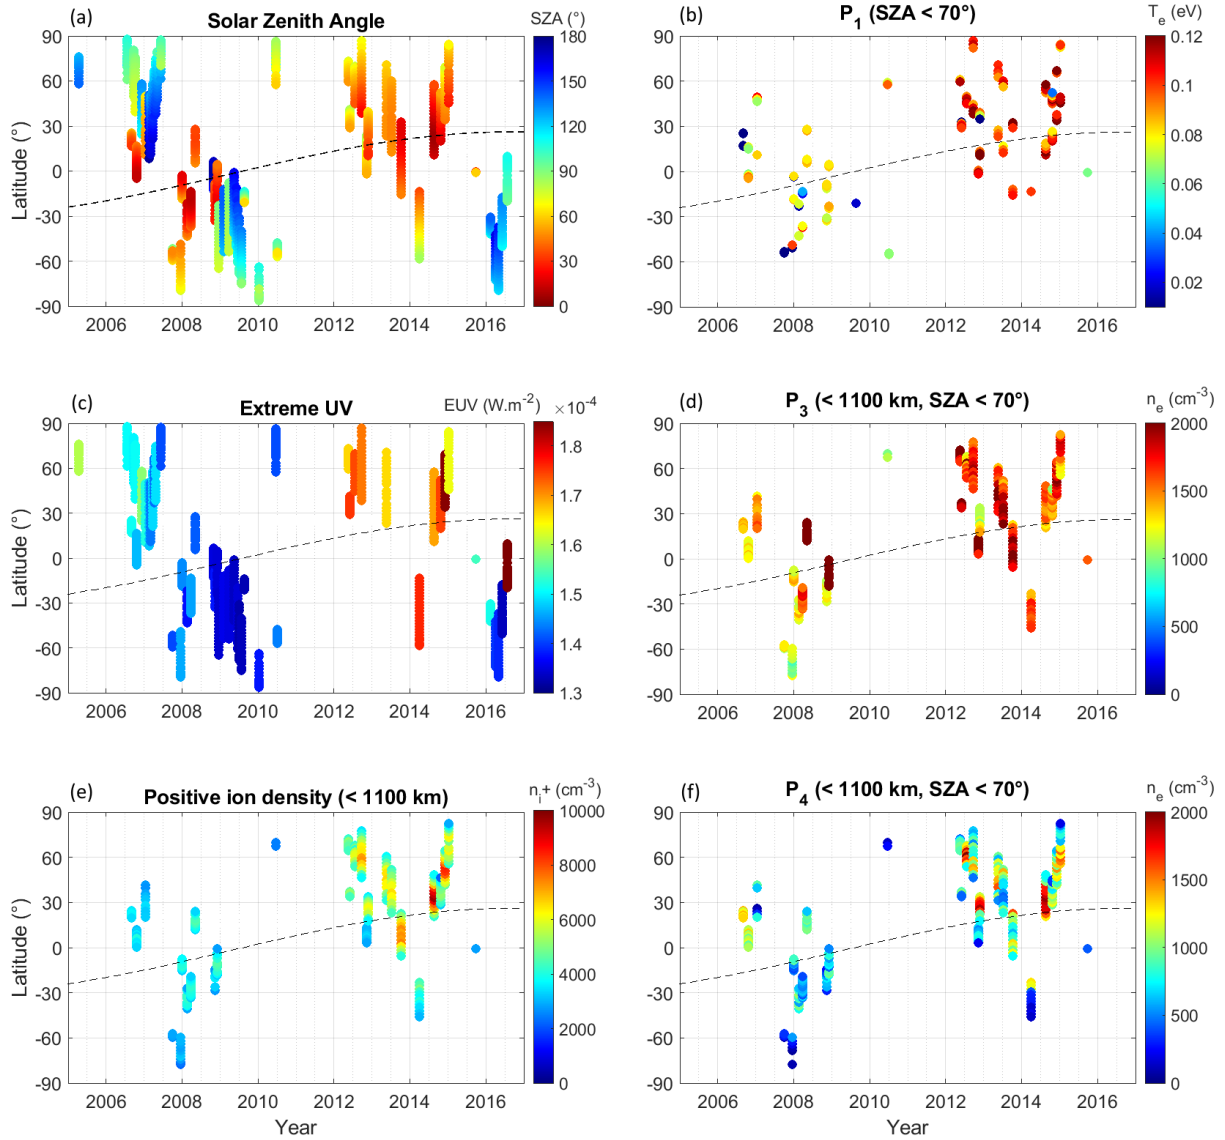 (a)
Solar Zenith Angle
SZA (°)
90
60
30
0
-30
-60
-90
Latitude (°)
2006 2008 2010 2012 2014 2016
180
150
120
90
60
30
0
(b)
P1 (SZA < 70°)
Te (eV)
90
60
30
0
-30
-60
-90
2006 2008 2010 2012 2014 2016
0.12
0.1
0.08
0.06
0.04
0.02
(c)
Extreme UV
EUV (W.m-2) ×10-4
90
60
30
0
-30
-60
-90
Latitude (°)
2006 2008 2010 2012 2014 2016
1.8
1.7
1.6
1.5
1.4
1.3
(d)
P3 (< 1100 km, SZA < 70°)
ne (cm-3)
90
60
30
0
-30
-60
-90
2006 2008 2010 2012 2014 2016
2000
1500
1000
500
0
(e)
Positive ion density (< 1100 km)
ni+ (cm-3)
90
60
30
0
-30
-60
-90
Latitude (°)
2006 2008 2010 2012 2014 2016
Year
10000
8000
6000
4000
2000
0
(f)
P4 (< 1100 km, SZA < 70°)
ne (cm-3)
90
60
30
0
-30
-60
-90
2006 2008 2010 2012 2014 2016
Year
2000
1500
1000
500
0